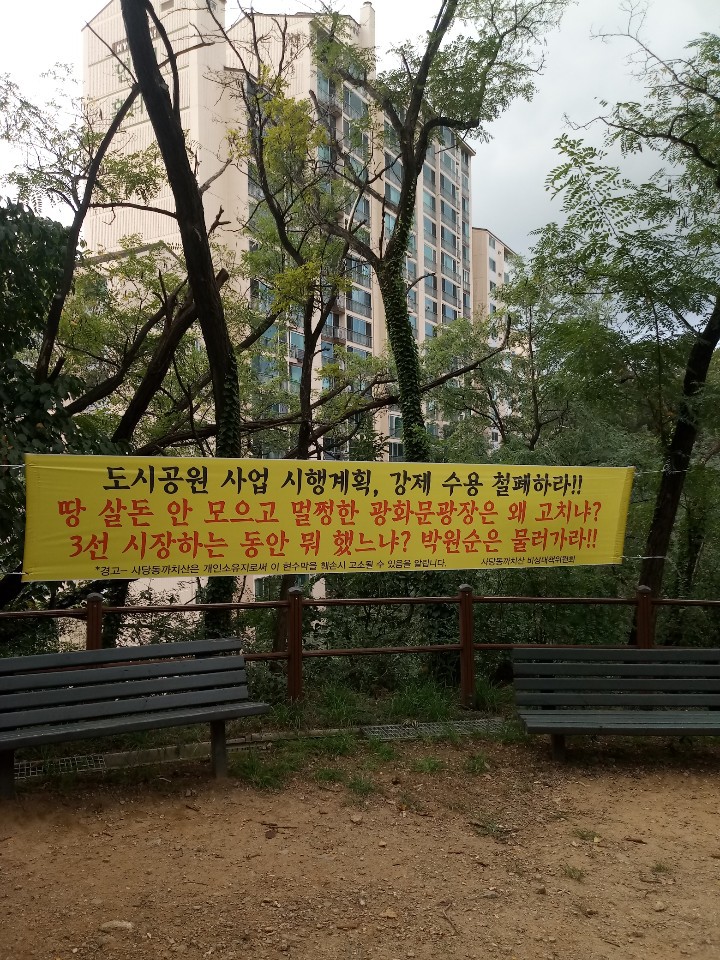 도시공원 사업 시행계획, 강제 수용 철폐하라!!
땅 살돈 안 모으고 멀쩡한 광화문광장은 왜 고치냐?
3선 시장하는 동안 뭐 했느냐? 박원순은 물러가라!!
*경고- 사당동까치산은 개인소유지로써 이 현수막을 훼손시 고소될 수 있음을 알립니다. 사당동까치산 비상대책위원회